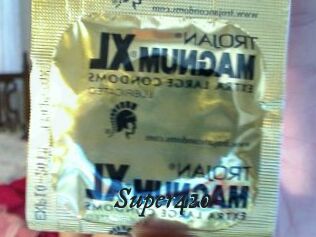 www.trojancondoms.com
TROJAN®
MAGNUM XL®
EXTRA LARGE CONDOMS
LUBRICATED
www.trojancondoms.com
TROJAN®
MAGNUM XL
EXTRA LARGE CONDOMS
Super420